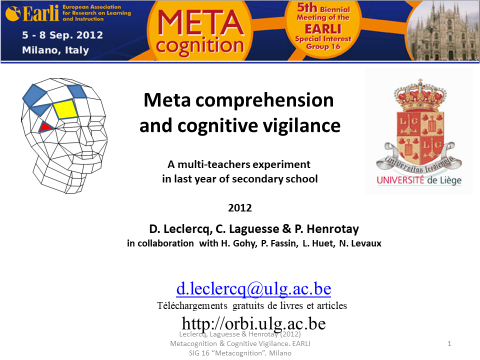 Earli
European Association
for Research on Learning
and Instruction
5 - 8 Sep. 2012
Milano, Italy
META
cognition
5th Biennial
Meeting of the
EARLI
Special Interest
Group 16
Meta comprehension
and cognitive vigilance
A multi-teachers experiment
in last year of secondary school
2012
D. Leclercq, C. Laguesse & P. Henrotay
in collaboration with H. Gohy, P. Fassin, L. Huet, N. Levaux
L G
G L
UNIVERSITÉ de Liège
d.leclercq@ulg.ac.be
Téléchargements gratuits de livres et articles
http://orbi.ulg.ac.be
Leclercq, Laguesse & Henrotay (2012)
Metacognition & Cognitive Vigilance. EARLI
SIG 16 "Metacognition". Milano
1